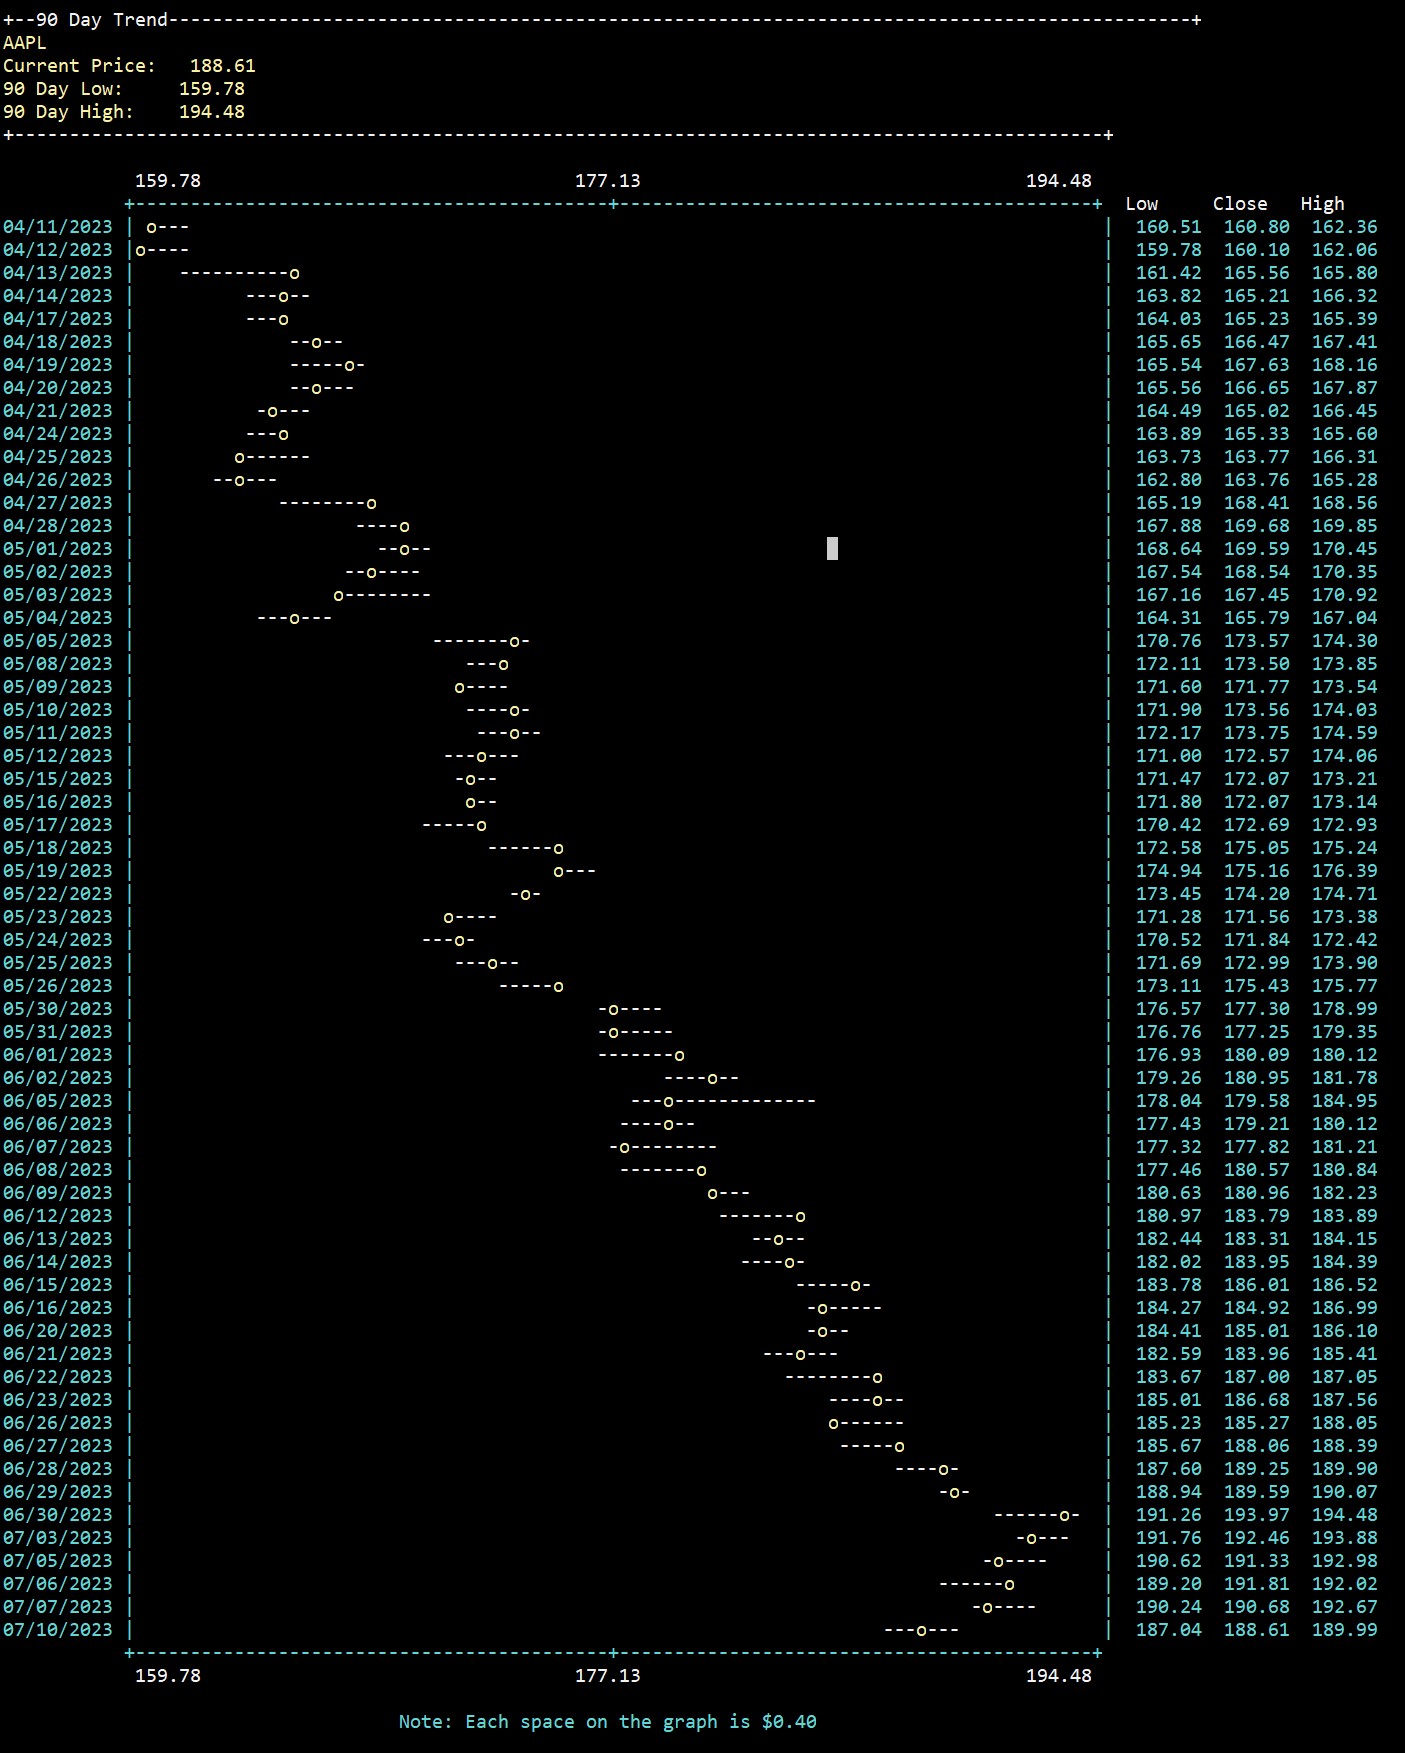 +--90 Day Trend---------------------------------------------------------------------------------------------+
AAPL
Current Price:   188.61
90 Day Low:     159.78
90 Day High:    194.48
+---------------------------------------------------------------------------------------------------+
159.78                            177.13                             194.48
+-------------------------------------------+-------------------------------------------+  Low     Close   High
04/11/2023 | o--- | 160.51  160.80  162.36
04/12/2023 |o---- | 159.78  160.10  162.06
04/13/2023 | ----------o | 161.42  165.56  165.80
04/14/2023 | ---o-- | 163.82  165.21  166.32
04/17/2023 | ---o | 164.03  165.23  165.39
04/18/2023 | --o-- | 165.65  166.47  167.41
04/19/2023 | -----o- | 165.54  167.63  168.16
04/20/2023 | --o--- | 165.56  166.65  167.87
04/21/2023 | -o--- | 164.49  165.02  166.45
04/24/2023 | ---o | 163.89  165.33  165.60
04/25/2023 | o------ | 163.73  163.77  166.31
04/26/2023 | --o--- | 162.80  163.76  165.28
04/27/2023 | --------o | 165.19  168.41  168.56
04/28/2023 | ----o | 167.88  169.68  169.85
05/01/2023 | --o-- | 168.64  169.59  170.45
05/02/2023 | --o---- | 167.54  168.54  170.35
05/03/2023 | o-------- | 167.16  167.45  170.92
05/04/2023 | ---o--- | 164.31  165.79  167.04
05/05/2023 | -------o- | 170.76  173.57  174.30
05/08/2023 | ---o | 172.11  173.50  173.85
05/09/2023 | o---- | 171.60  171.77  173.54
05/10/2023 | ----o- | 171.90  173.56  174.03
05/11/2023 | ---o-- | 172.17  173.75  174.59
05/12/2023 | ---o--- | 171.00  172.57  174.06
05/15/2023 | -o-- | 171.47  172.07  173.21
05/16/2023 | o-- | 171.80  172.07  173.14
05/17/2023 | -----o | 170.42  172.69  172.93
05/18/2023 | ------o | 172.58  175.05  175.24
05/19/2023 | o--- | 174.94  175.16  176.39
05/22/2023 | -o- | 173.45  174.20  174.71
05/23/2023 | o---- | 171.28  171.56  173.38
05/24/2023 | ---o- | 170.52  171.84  172.42
05/25/2023 | ---o-- | 171.69  172.99  173.90
05/26/2023 | -----o | 173.11  175.43  175.77
05/30/2023 | -o---- | 176.57  177.30  178.99
05/31/2023 | -o----- | 176.76  177.25  179.35
06/01/2023 | -------o | 176.93  180.09  180.12
06/02/2023 | ----o-- | 179.26  180.95  181.78
06/05/2023 | ---o------------- | 178.04  179.58  184.95
06/06/2023 | ----o-- | 177.43  179.21  180.12
06/07/2023 | -o-------- | 177.32  177.82  181.21
06/08/2023 | -------o | 177.46  180.57  180.84
06/09/2023 | o--- | 180.63  180.96  182.23
06/12/2023 | -------o | 180.97  183.79  183.89
06/13/2023 | --o-- | 182.44  183.31  184.15
06/14/2023 | ----o- | 182.02  183.95  184.39
06/15/2023 | -----o- | 183.78  186.01  186.52
06/16/2023 | -o----- | 184.27  184.92  186.99
06/20/2023 | -o-- | 184.41  185.01  186.10
06/21/2023 | ---o--- | 182.59  183.96  185.41
06/22/2023 | --------o | 183.67  187.00  187.05
06/23/2023 | ----o-- | 185.01  186.68  187.56
06/26/2023 | o------ | 185.23  185.27  188.05
06/27/2023 | -----o | 185.67  188.06  188.39
06/28/2023 | ----o- | 187.60  189.25  189.90
06/29/2023 | -o- | 188.94  189.59  190.07
06/30/2023 | ------o- | 191.26  193.97  194.48
07/03/2023 | -o--- | 191.76  192.46  193.88
07/05/2023 | -o---- | 190.62  191.33  192.98
07/06/2023 | ------o | 189.20  191.81  192.02
07/07/2023 | -o---- | 190.24  190.68  192.67
07/10/2023 | ---o--- | 187.04  188.61  189.99
+-------------------------------------------+-------------------------------------------+
159.78                            177.13                             194.48
Note: Each space on the graph is $0.40